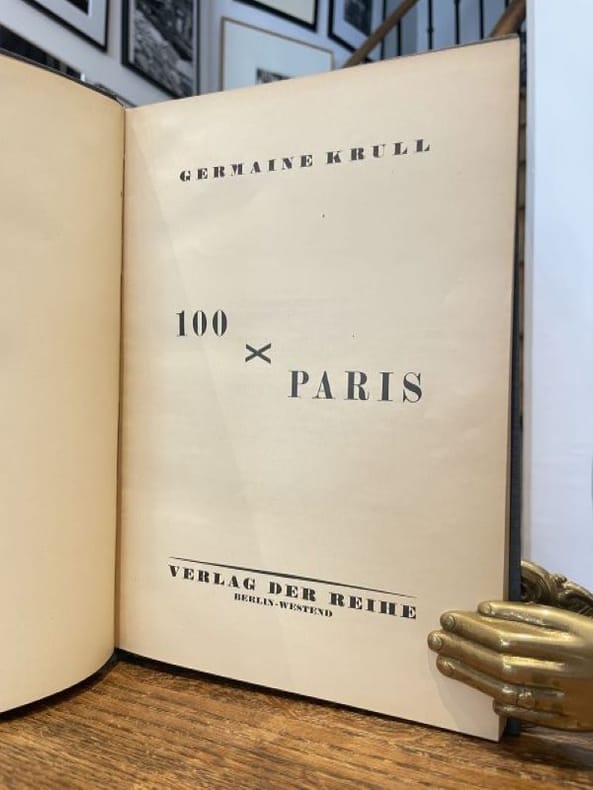 GERMAINE KRULL
100
×
PARIS
VERLAG DER REIHE
BERLIN-WESTEND